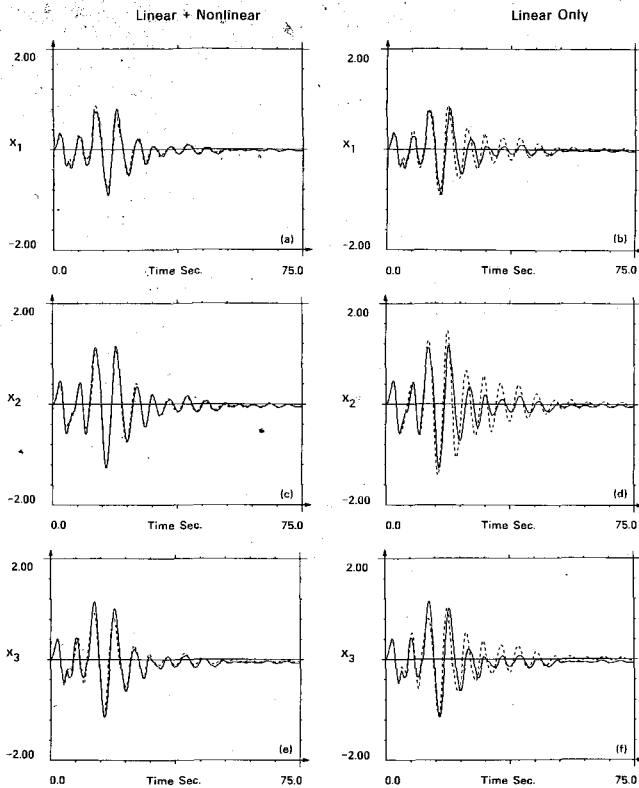 Linear + Nonlinear
Linear Only
2.00
x1
-2.00
(a)
0.0 Time Sec. 75.0
2.00
x1
-2.00
(b)
0.0 Time Sec. 75.0
2.00
x2
-2.00
(c)
0.0 Time Sec. 75.0
2.00
x2
-2.00
(d)
0.0 Time Sec. 75.0
2.00
x3
-2.00
(e)
0.0 Time Sec. 75.0
2.00
x3
-2.00
(f)
0.0 Time Sec. 75.0